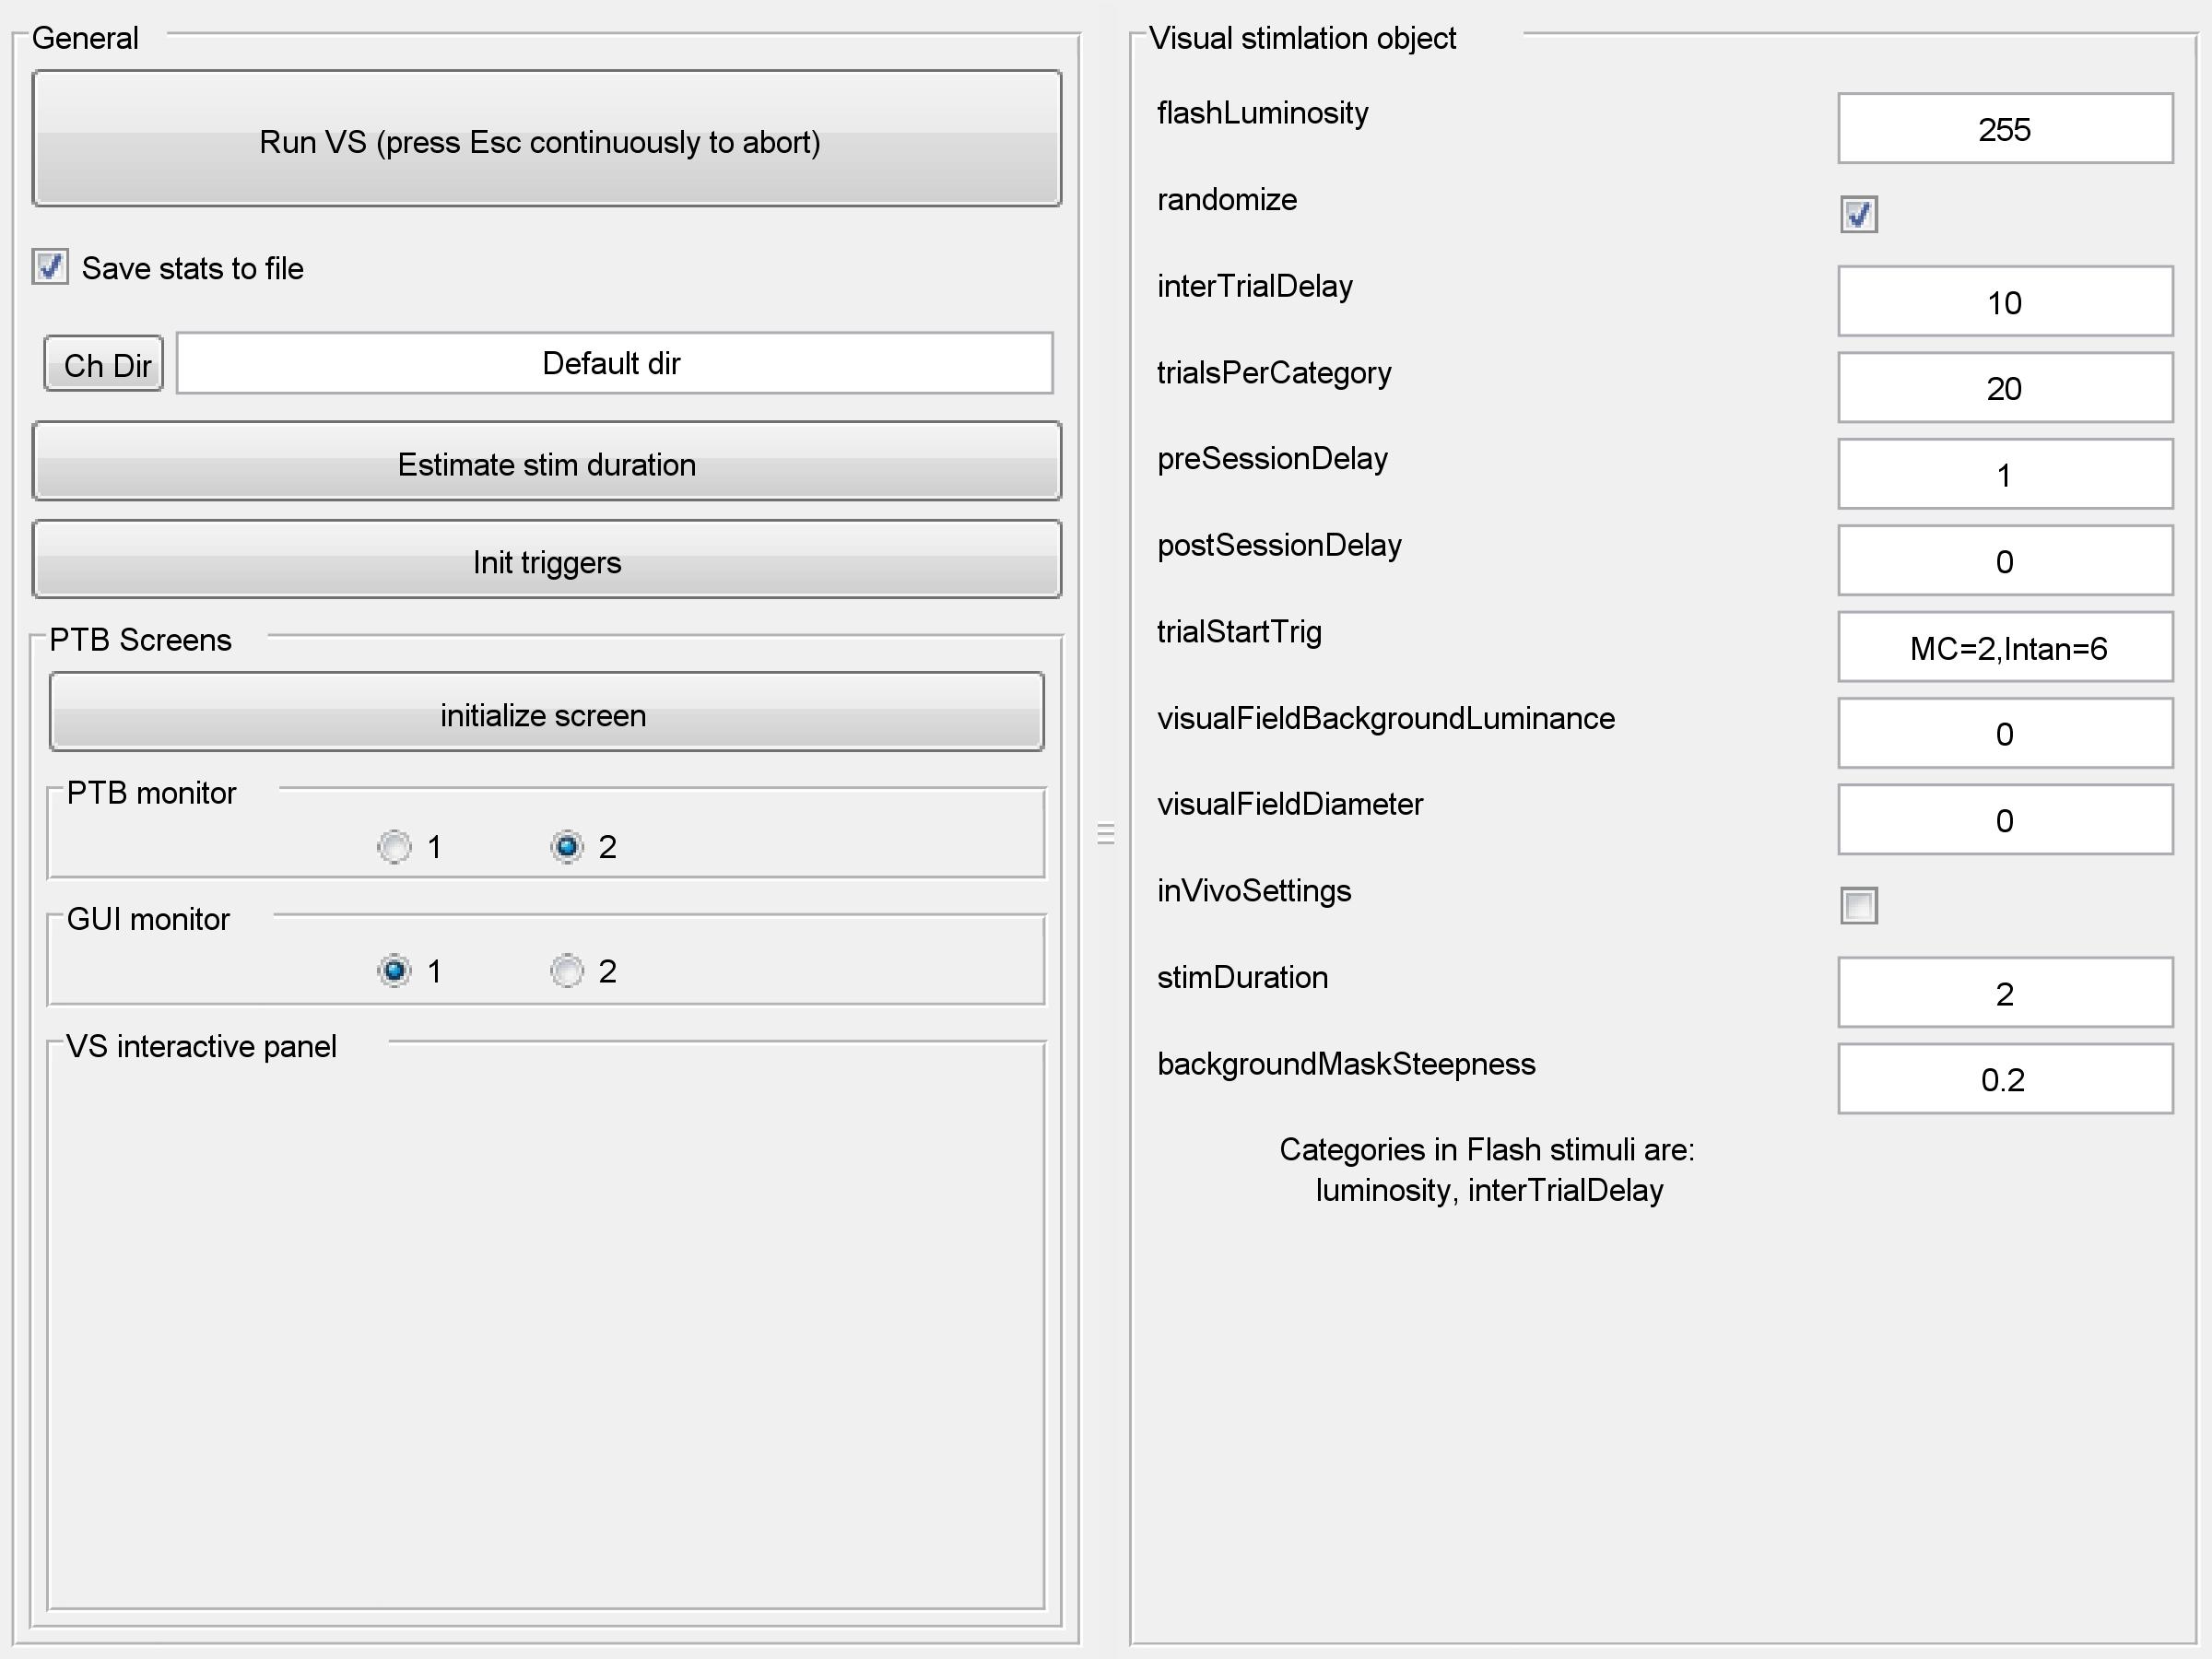 General
Run VS (press Esc continuously to abort)
Save stats to file
Ch Dir
Default dir
Estimate stim duration
Init triggers
PTB Screens
initialize screen
PTB monitor
1 2
GUI monitor
1 2
VS interactive panel
Visual stimlation object
flashLuminosity 255
randomize
interTrialDelay 10
trialsPerCategory 20
preSessionDelay 1
postSessionDelay 0
trialStartTrig MC=2,Intan=6
visualFieldBackgroundLuminance 0
visualFieldDiameter 0
inVivoSettings
stimDuration 2
backgroundMaskSteepness 0.2
Categories in Flash stimuli are:
luminosity, interTrialDelay